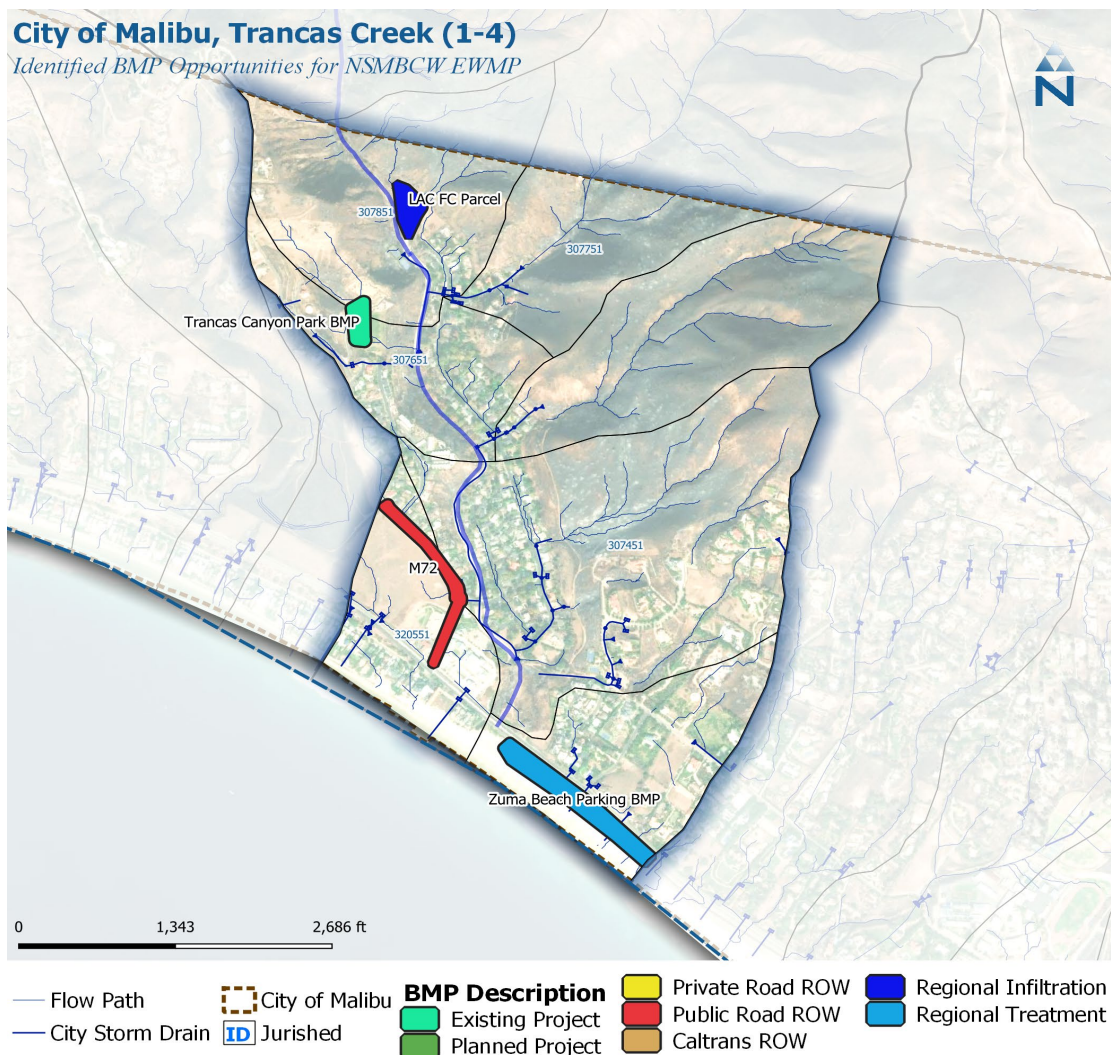 City of Malibu, Trancas Creek (1-4)
Identified BMP Opportunities for NSMBCW EWMP
N
LAC FC Parcel
307851
307751
Trancas Canyon Park BMP
307651
307451
M72
320551
Zuma Beach Parking BMP
0 1,343 2,686 ft
Flow Path
City Storm Drain
City of Malibu
ID Jurished
BMP Description
Existing Project
Planned Project
Private Road ROW
Public Road ROW
Caltrans ROW
Regional Infiltration
Regional Treatment